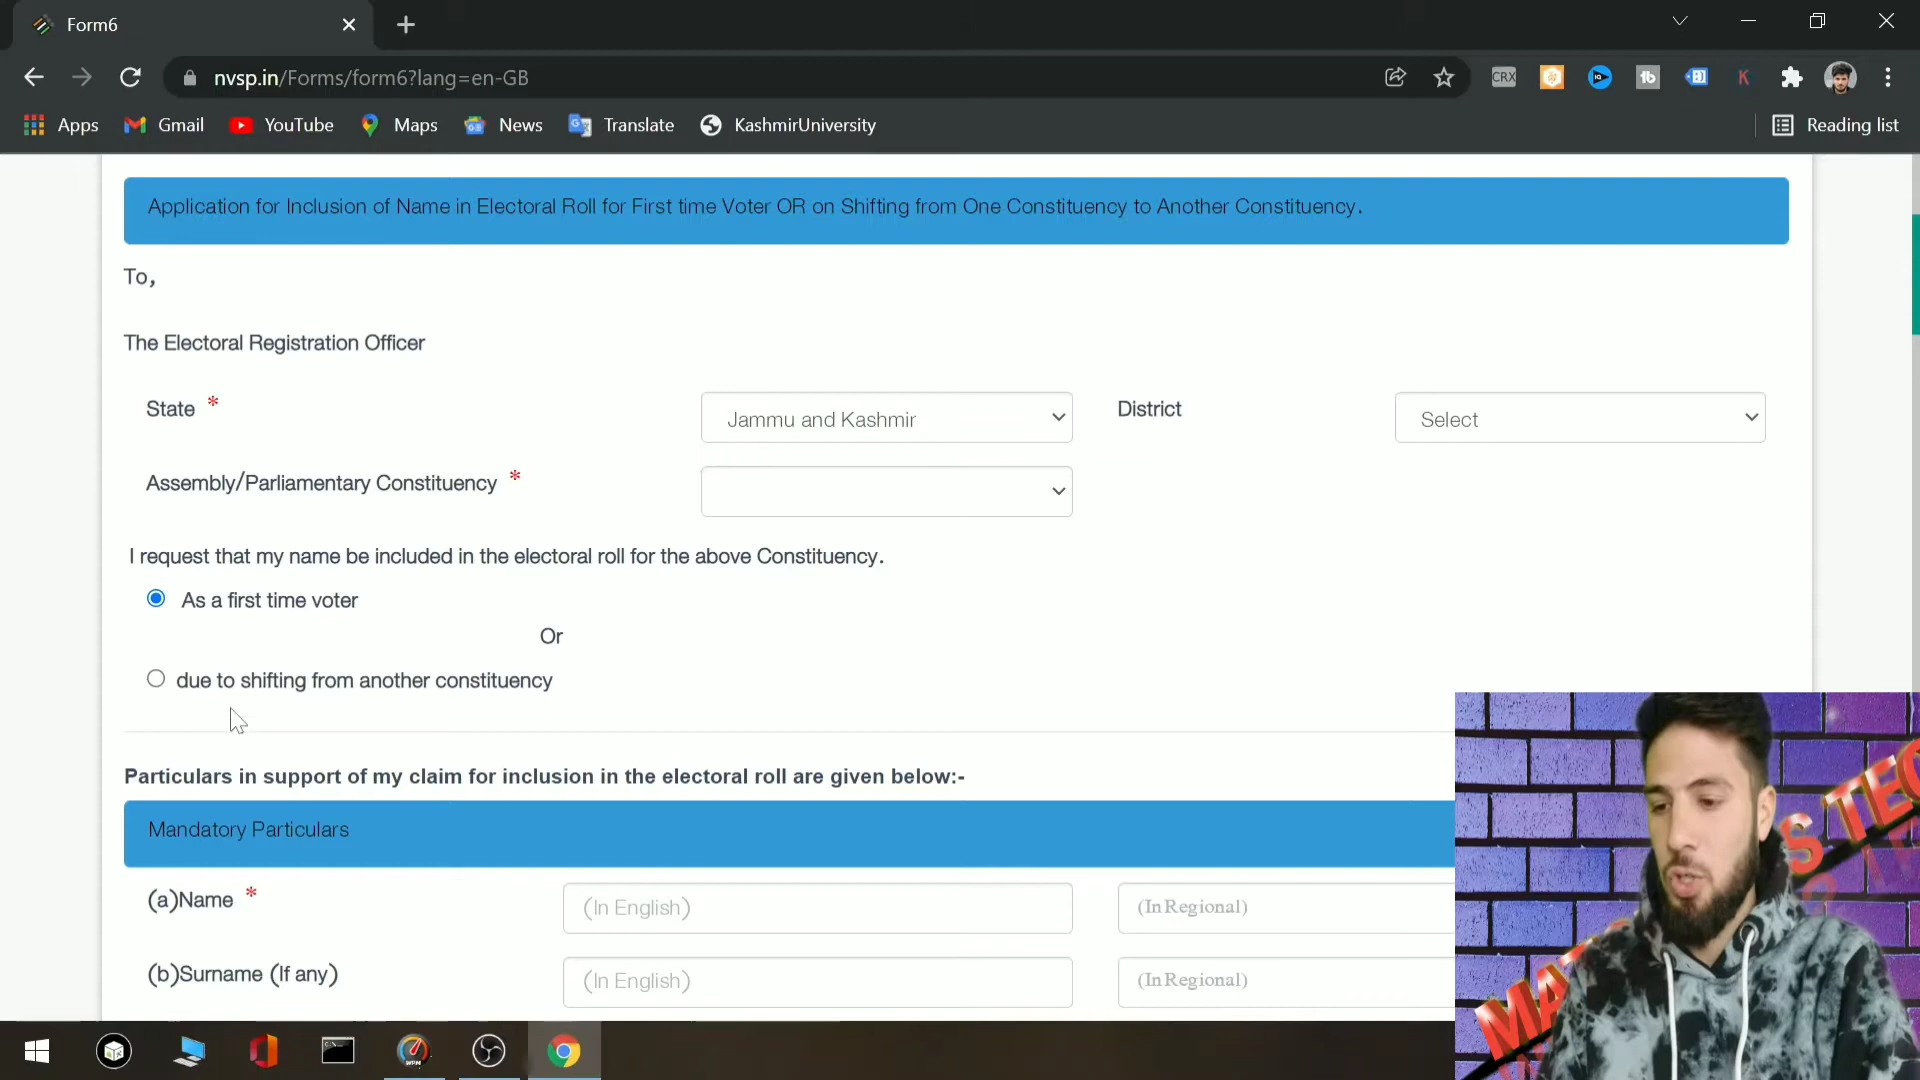 Form6
nvsp.in/Forms/form6?lang=en-GB
Apps Gmail YouTube Maps News Translate KashmirUniversity Reading list
Application for Inclusion of Name in Electoral Roll for First time Voter OR on Shifting from One Constituency to Another Constituency.
To,
The Electoral Registration Officer
State * Jammu and Kashmir District Select
Assembly/Parliamentary Constituency *
I request that my name be included in the electoral roll for the above Constituency.
As a first time voter
Or
due to shifting from another constituency
Particulars in support of my claim for inclusion in the electoral roll are given below:-
Mandatory Particulars
(a)Name * (In English) (In Regional)
(b)Surname (If any) (In English) (In Regional)